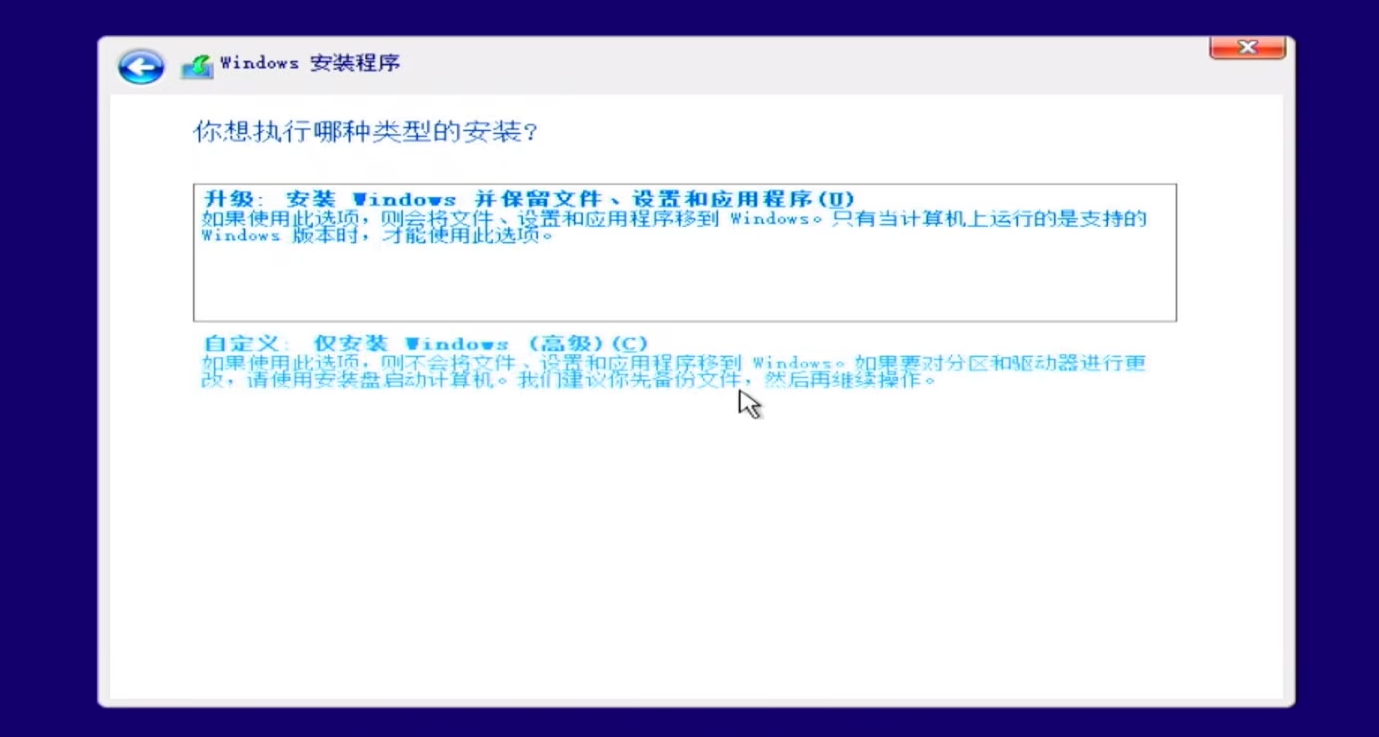 Windows 安装程序
你想执行哪种类型的安装?
升级: 安装 Windows 并保留文件、设置和应用程序(U)
如果使用此选项，则会将文件、设置和应用程序移到 Windows。只有当计算机上运行的是支持的
Windows 版本时，才能使用此选项。
自定义: 仅安装 Windows (高级)(C)
如果使用此选项，则不会将文件、设置和应用程序移到 Windows。如果要对分区和驱动器进行更
改，请使用安装盘启动计算机。我们建议你先备份文件，然后再继续操作。